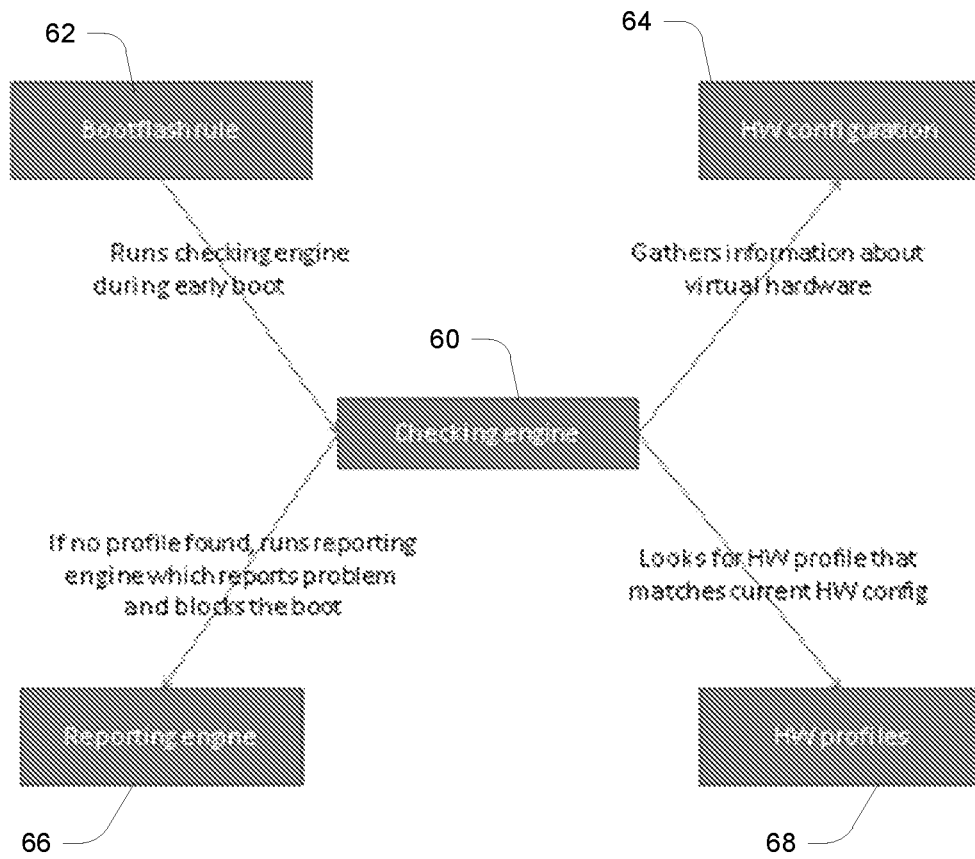 62
64
Bootflash rule
HW configuration
Runs checking engine
during early boot
Gathers information about
virtual hardware
60
Checking engine
If no profile found, runs reporting
engine which reports problem
and blocks the boot
Looks for HW profile that
matches current HW config
Reporting engine
HW profiles
66
68